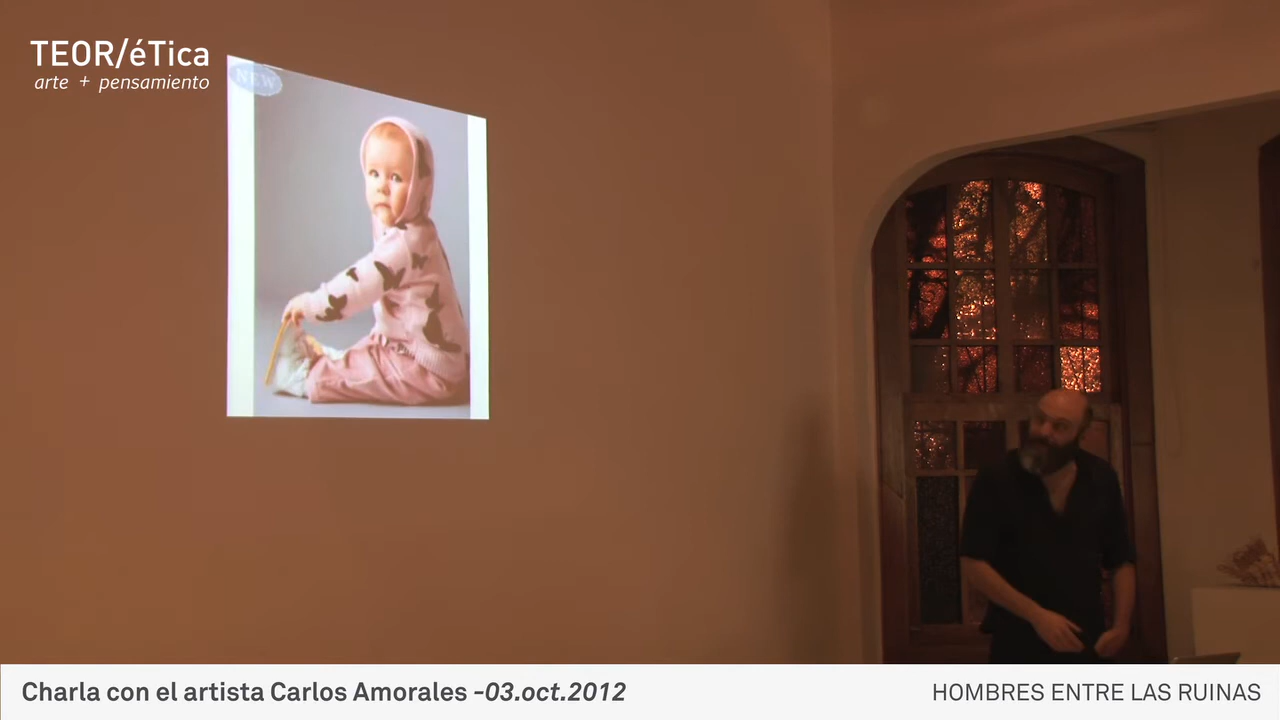 TEOR/éTica
arte + pensamiento
NEW
Charla con el artista Carlos Amorales -03.oct.2012
HOMBRES ENTRE LAS RUINAS